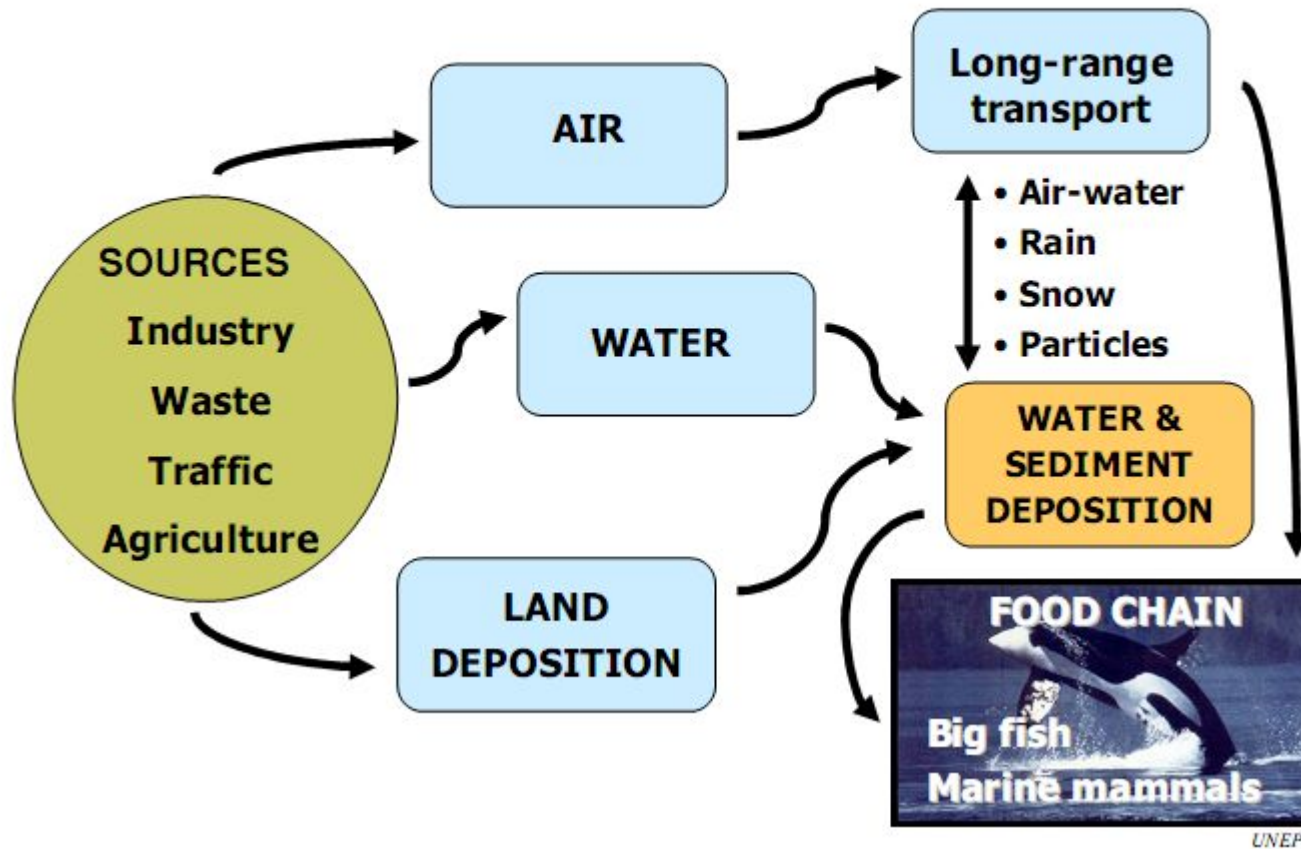 SOURCES
Industry
Waste
Traffic
Agriculture
AIR
WATER
LAND
DEPOSITION
Long-range
transport
• Air-water
• Rain
• Snow
• Particles
WATER &
SEDIMENT
DEPOSITION
FOOD CHAIN
Big fish
Marine mammals
UNEP